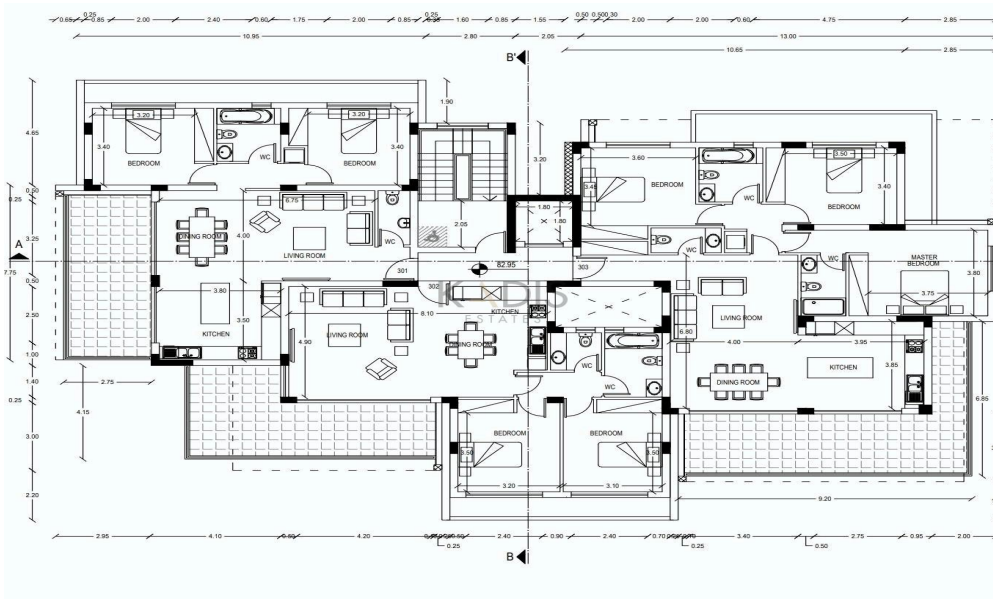 0.65 0.25 0.85 2.00 2.40 0.60 1.75 2.00 0.85 0.25 1.60 0.85 1.55 0.50 0.50 0.30 2.00 2.00 0.60 4.75 2.85
10.95 2.80 2.05 13.00
10.65 2.85
B'
1.90
4.65
3.20 3.20
3.40 BEDROOM WC BEDROOM 3.40
3.20
3.60 3.50
3.45 BEDROOM WC BEDROOM 3.40
0.50
0.25
6.75
1.80
1.80
2.05
A
3.25
7.75
DINING ROOM 4.00 LIVING ROOM WC
301
82.95
303
WC
MASTER BEDROOM
WC
3.80
3.75
0.50
302
3.80
KADIS
ESTATES
2.50
3.50
KITCHEN
8.10
KITCHEN
LIVING ROOM
4.90
DINING ROOM
6.80
LIVING ROOM
4.00 3.95
3.85
KITCHEN
DINING ROOM
1.00
1.40
0.25
2.75
4.15
WC
WC
6.85
3.00
BEDROOM BEDROOM
3.50 3.50
3.20 3.10
2.20
9.20
2.95 4.10 4.20 2.40 0.90 2.40 0.70 3.40 2.75 0.95 2.00
0.25 0.25 0.50
B